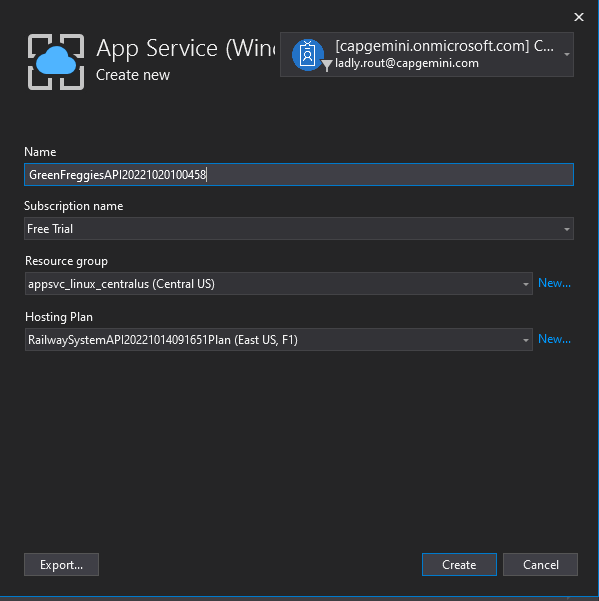 App Service (Win
Create new
[capgemini.onmicrosoft.com] C...
ladly.rout@capgemini.com
Name
GreenFreggiesAPI20221020100458
Subscription name
Free Trial
Resource group
appsvc_linux_centralus (Central US)
New...
Hosting Plan
RailwaySystemAPI20221014091651Plan (East US, F1)
New...
Export...
Create
Cancel